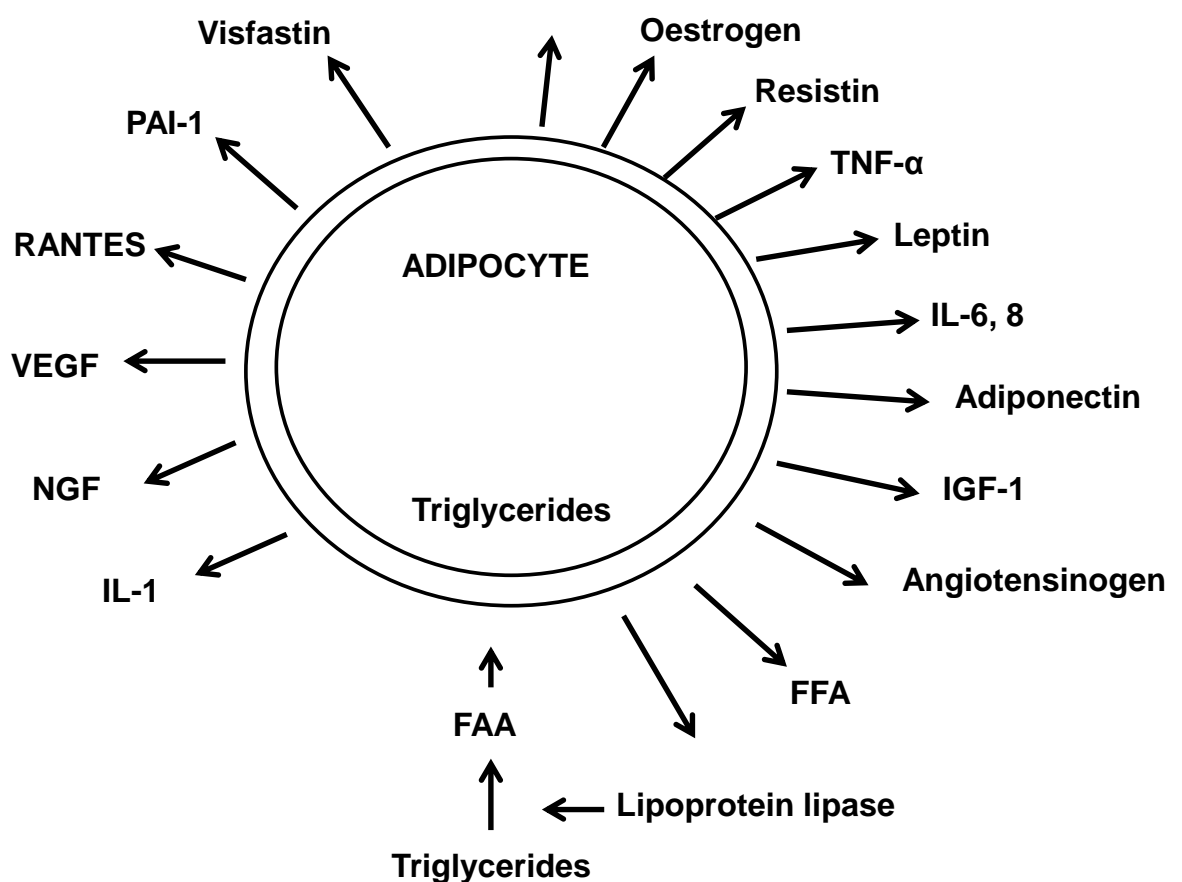 Visfastin
Oestrogen
Resistin
PAI-1
TNF-α
RANTES
Leptin
ADIPOCYTE
IL-6, 8
VEGF
Adiponectin
NGF
IGF-1
Triglycerides
IL-1
Angiotensinogen
FFA
FAA
Lipoprotein lipase
Triglycerides